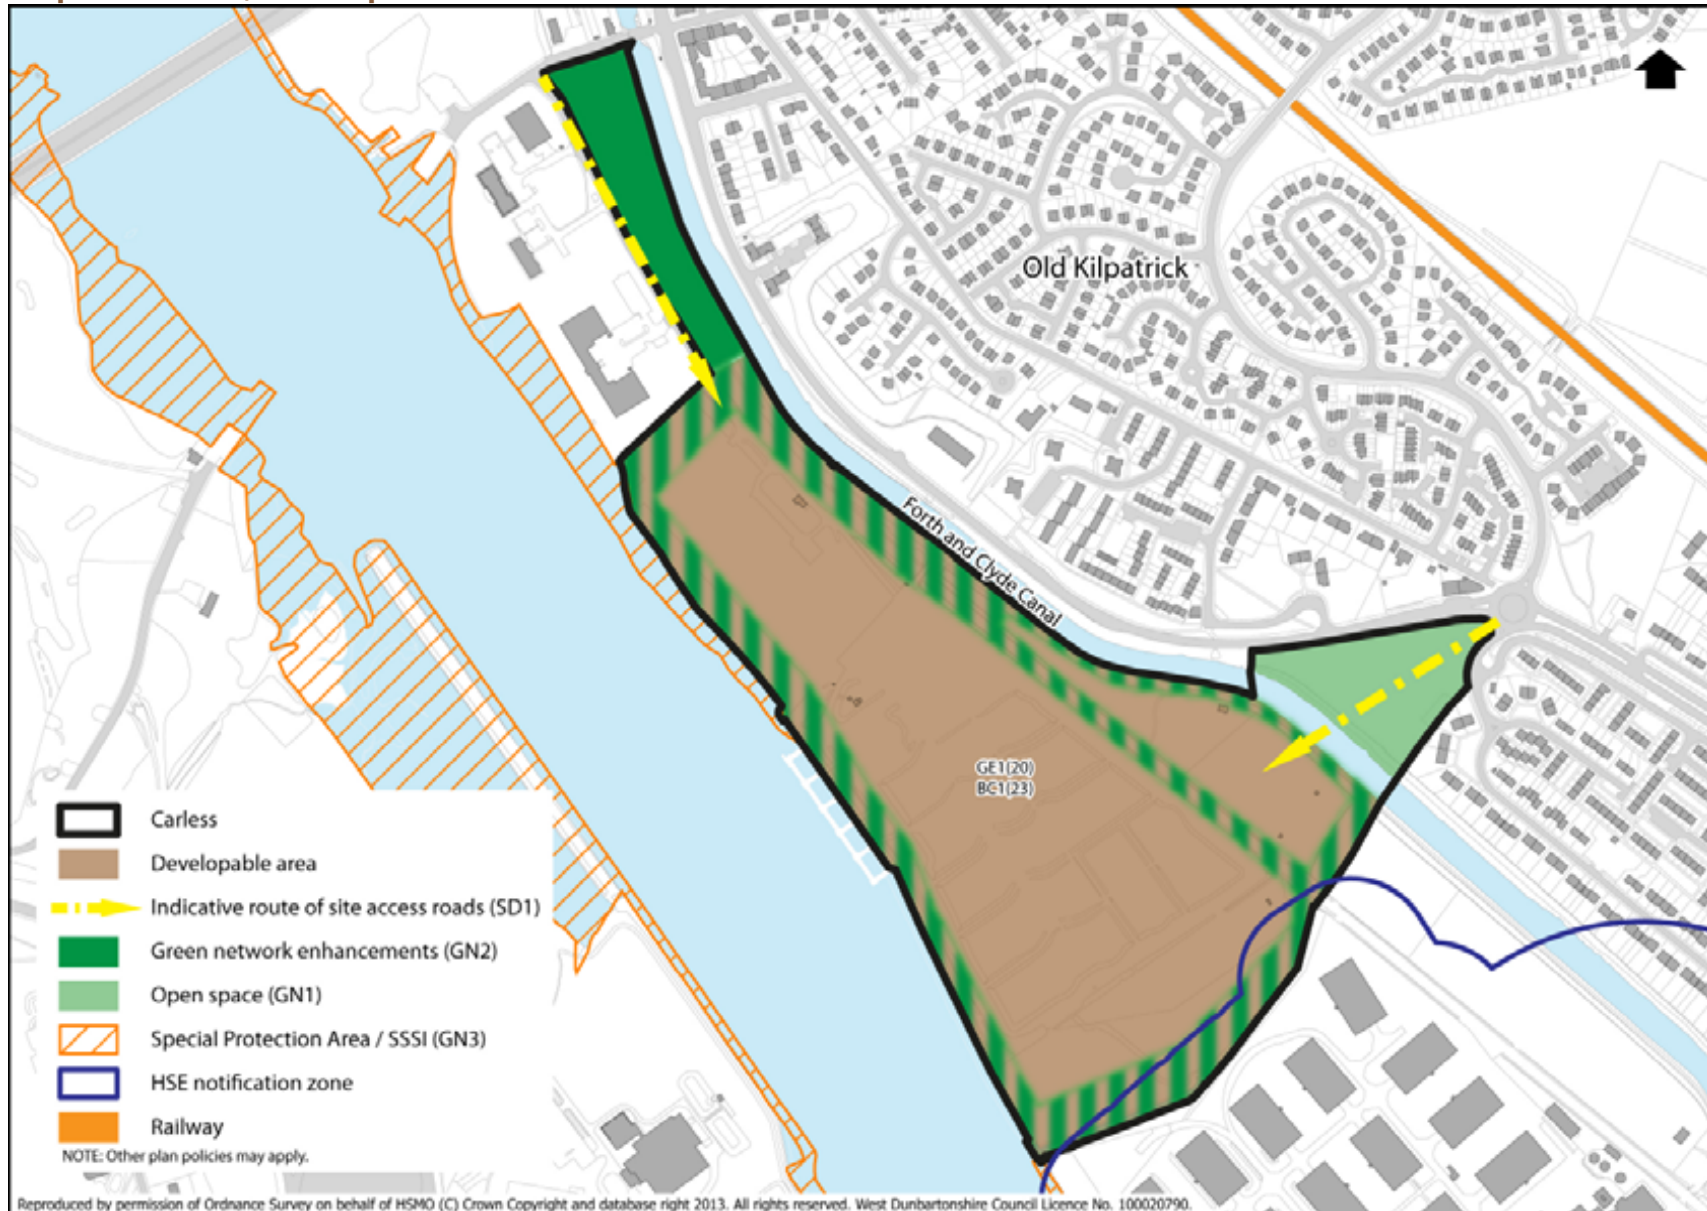 Old Kilpatrick
Forth and Clyde Canal
GE1(20)
BC1(23)
Carless
Developable area
Indicative route of site access roads (SD1)
Green network enhancements (GN2)
Open space (GN1)
Special Protection Area / SSSI (GN3)
HSE notification zone
Railway
NOTE: Other plan policies may apply.
Reproduced by permission of Ordnance Survey on behalf of HSMO (C) Crown Copyright and database right 2013. All rights reserved. West Dunbartonshire Council Licence No. 100020790.